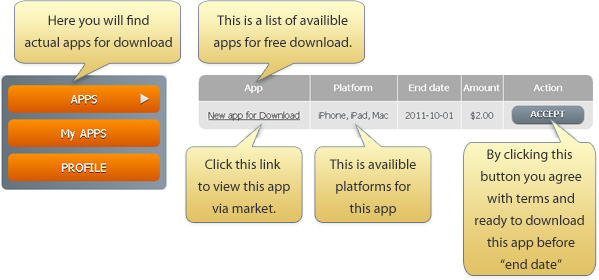 Here you will find
actual apps for download
This is a list of availible
apps for free download.
APPS
My APPS
PROFILE
App Platform End date Amount Action
New app for Download iPhone, iPad, Mac 2011-10-01 $2.00 ACCEPT
Click this link
to view this app
via market.
This is availible
platforms for
this app
By clicking this
button you agree
with terms and
ready to download
this app before
“end date”